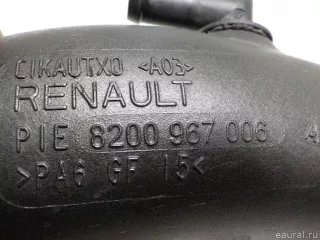 CIKAUTXO <A03>
RENAULT
PIE 8200 967 006 A
>PA6 GF 15<
eaural.ru